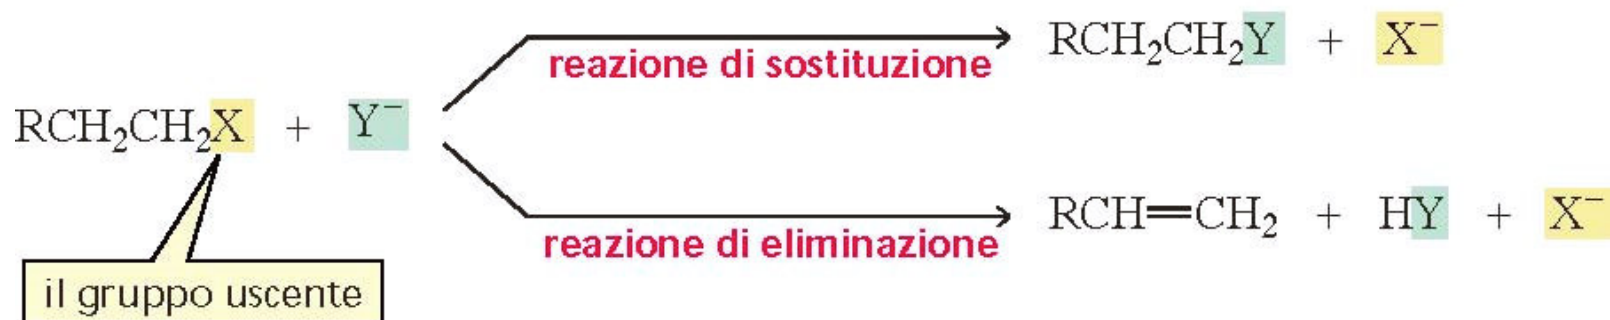 RCH₂CH₂Y + X⁻
reazione di sostituzione
RCH₂CH₂X + Y⁻
RCH=CH₂ + HY + X⁻
reazione di eliminazione
il gruppo uscente